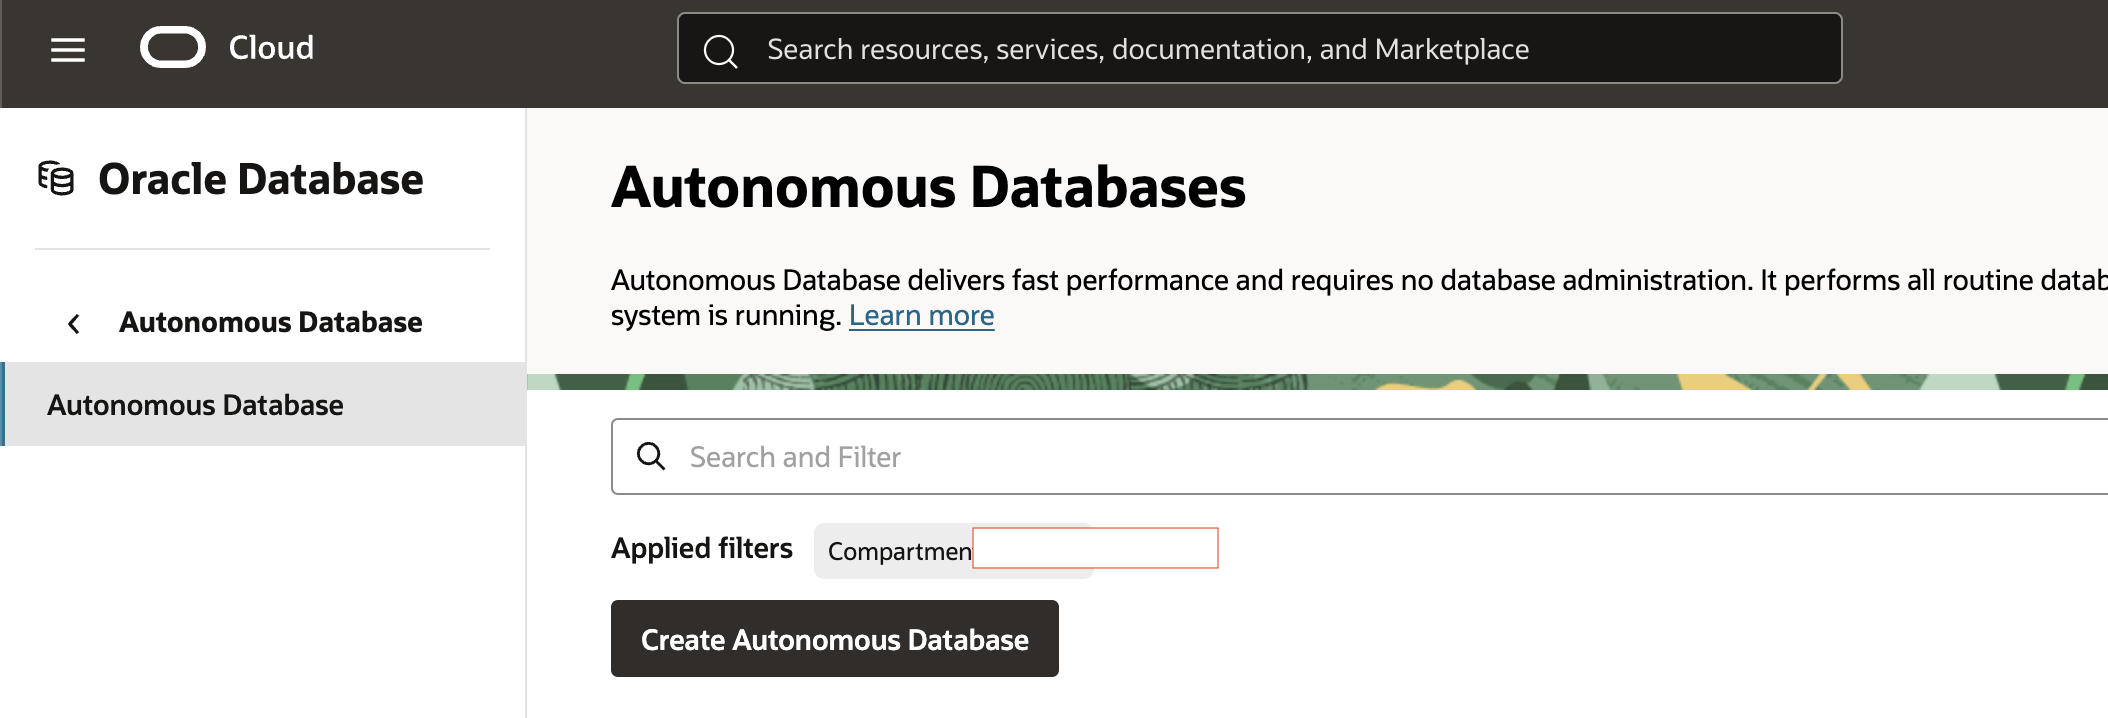 Cloud
Search resources, services, documentation, and Marketplace
Oracle Database
Autonomous Database
Autonomous Database
Autonomous Databases
Autonomous Database delivers fast performance and requires no database administration. It performs all routine datab
system is running. Learn more
Search and Filter
Applied filters Compartmen
Create Autonomous Database